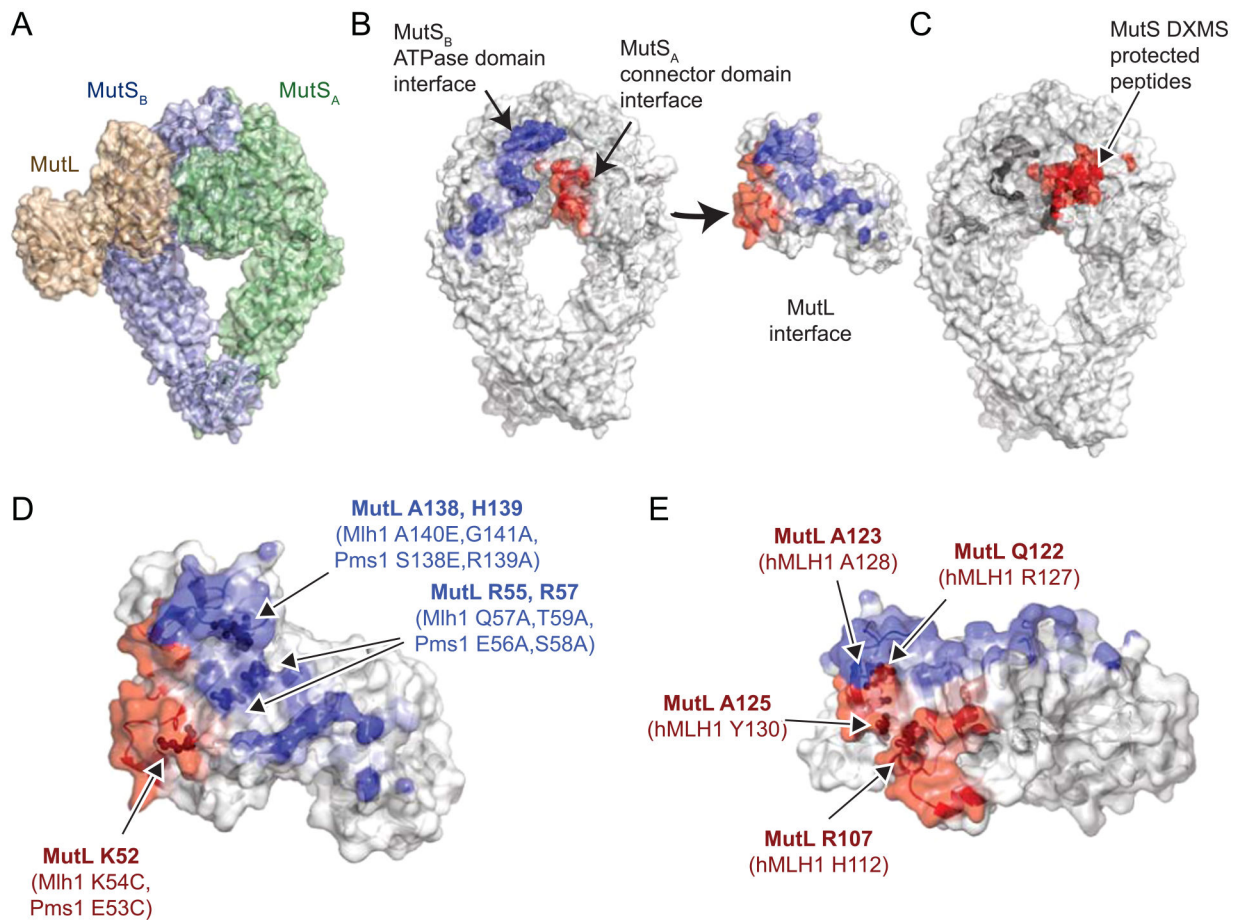 A
MutL
MutSB
MutSA
B
MutSB
ATPase domain
interface
MutSA
connector domain
interface
MutL
interface
C
MutS DXMS
protected
peptides
D
MutL A138, H139
(Mlh1 A140E,G141A,
Pms1 S138E,R139A)
MutL R55, R57
(Mlh1 Q57A,T59A,
Pms1 E56A,S58A)
MutL K52
(Mlh1 K54C,
Pms1 E53C)
E
MutL A123
(hMLH1 A128)
MutL Q122
(hMLH1 R127)
MutL A125
(hMLH1 Y130)
MutL R107
(hMLH1 H112)